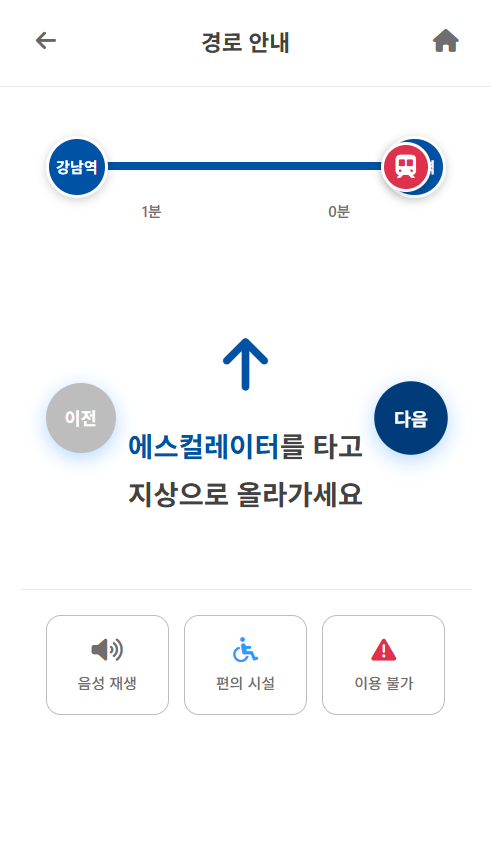 경로 안내
강남역
1분
0분
이전
다음
에스컬레이터를 타고
지상으로 올라가세요
음성 재생
편의 시설
이용 불가